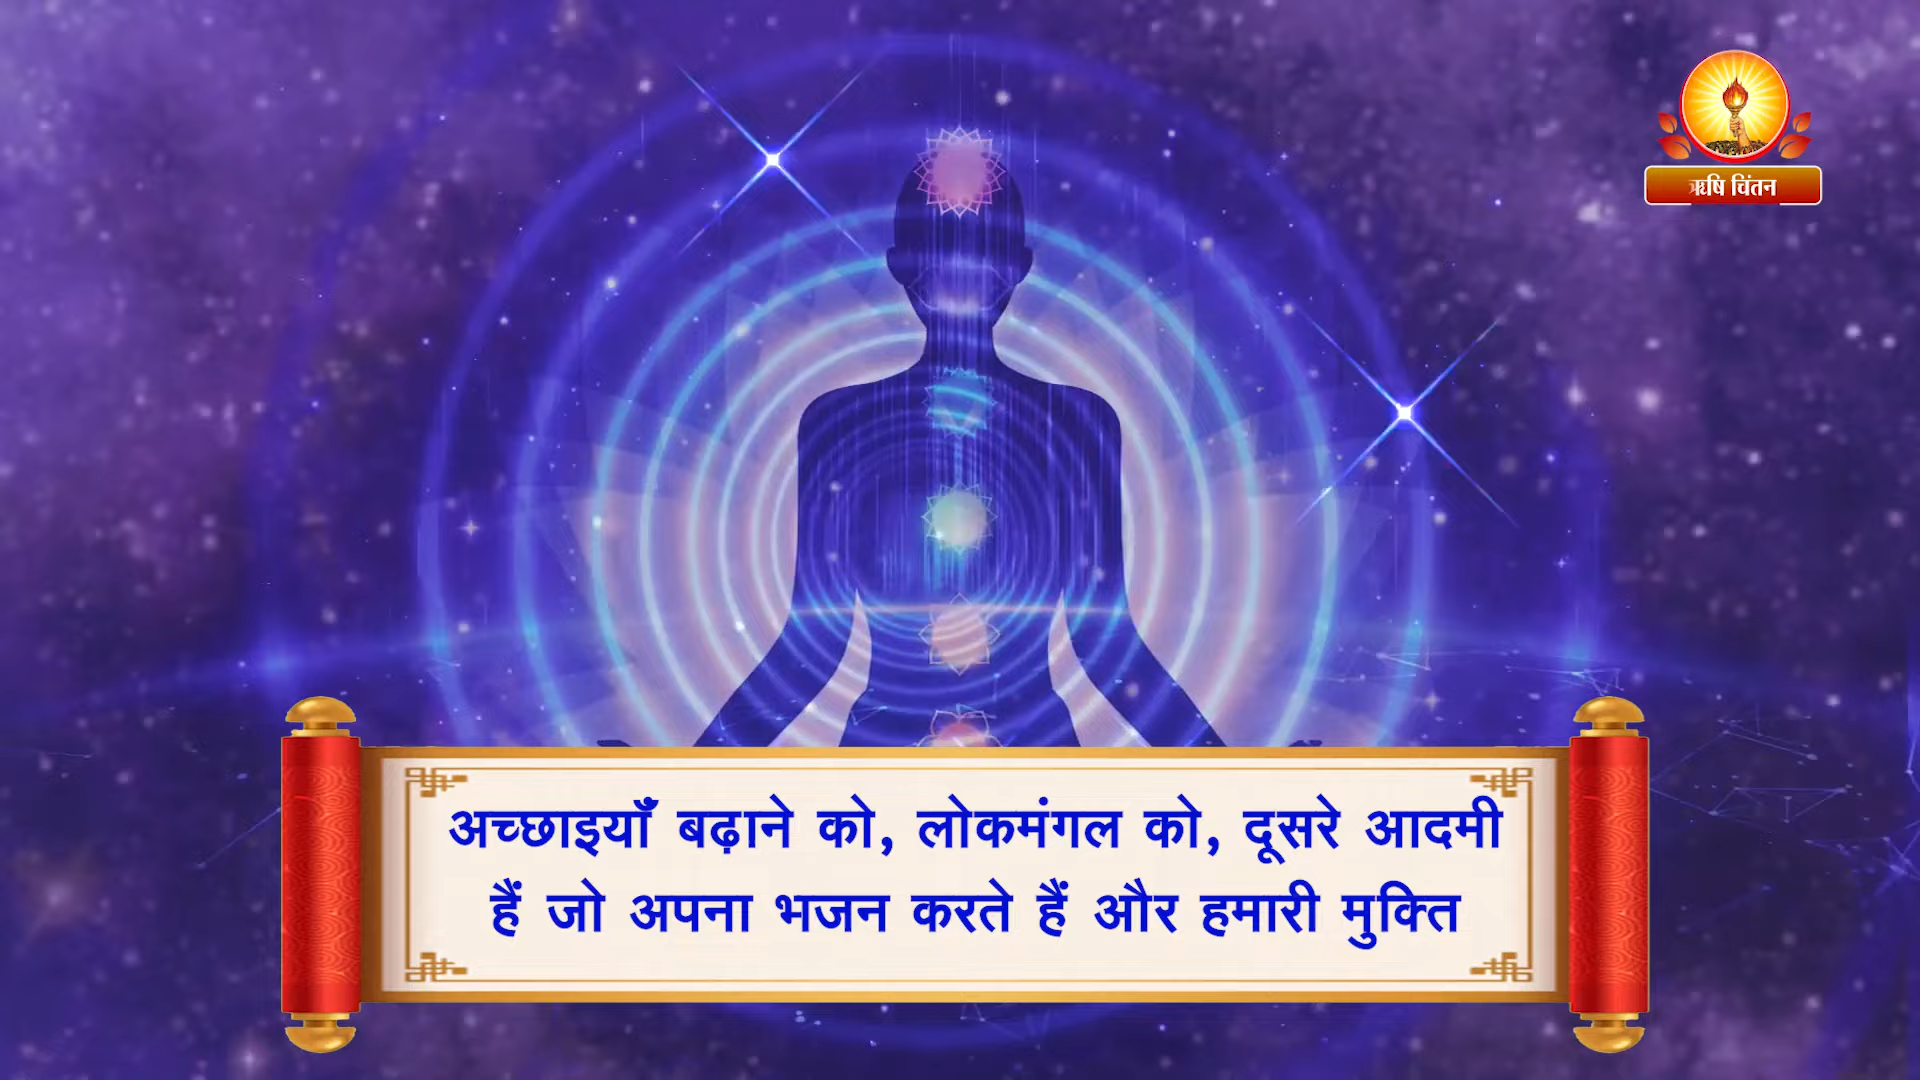 ऋषि चिंतन
अच्छाइयाँ बढ़ाने को, लोकमंगल को, दूसरे आदमी
हैं जो अपना भजन करते हैं और हमारी मुक्ति